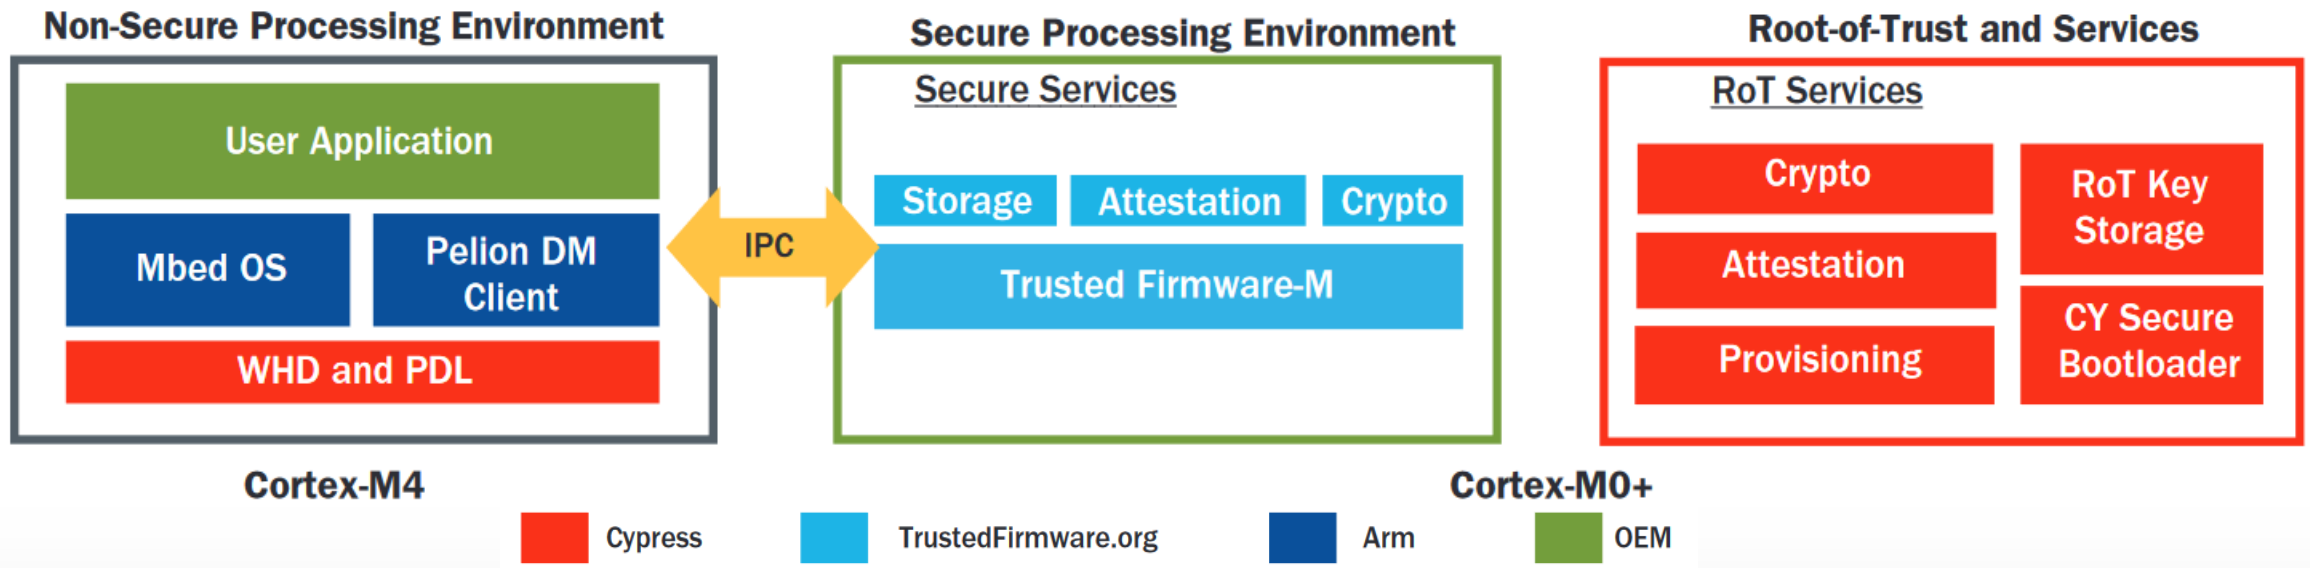 Non-Secure Processing Environment
User Application
Mbed OS
Pelion DM
Client
WHD and PDL
Cortex-M4
IPC
Secure Processing Environment
Secure Services
Storage
Attestation
Crypto
Trusted Firmware-M
Root-of-Trust and Services
RoT Services
Crypto
Attestation
Provisioning
RoT Key
Storage
CY Secure
Bootloader
Cortex-M0+
Cypress
TrustedFirmware.org
Arm
OEM